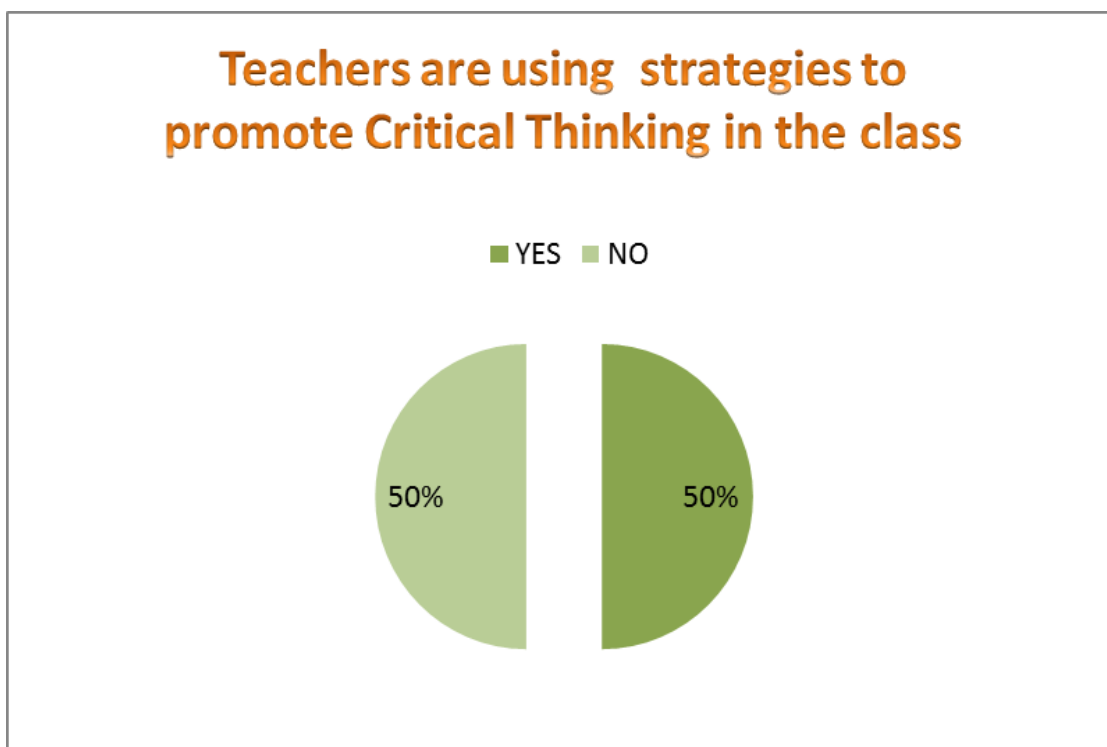 Teachers are using  strategies to
promote Critical Thinking in the class
YES NO
50% 50%